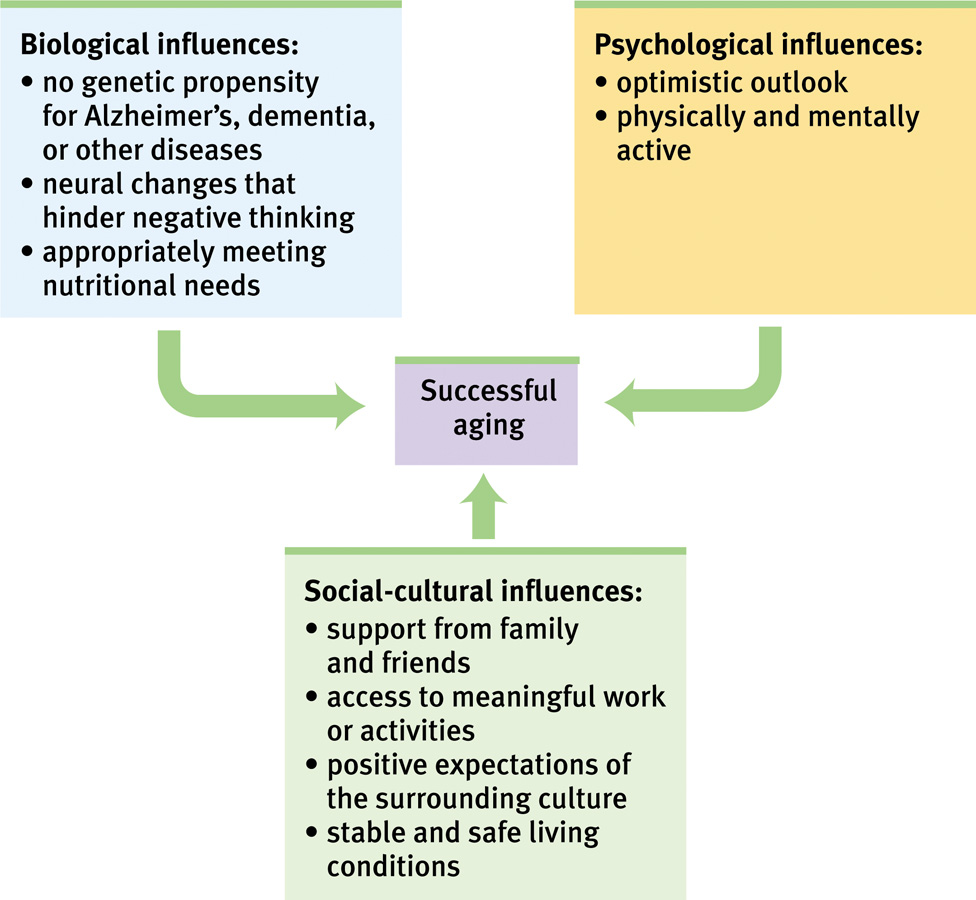 Biological influences:
• no genetic propensity
for Alzheimer’s, dementia,
or other diseases
• neural changes that
hinder negative thinking
• appropriately meeting
nutritional needs
Psychological influences:
• optimistic outlook
• physically and mentally
active
Successful
aging
Social-cultural influences:
• support from family
and friends
• access to meaningful work
or activities
• positive expectations of
the surrounding culture
• stable and safe living
conditions